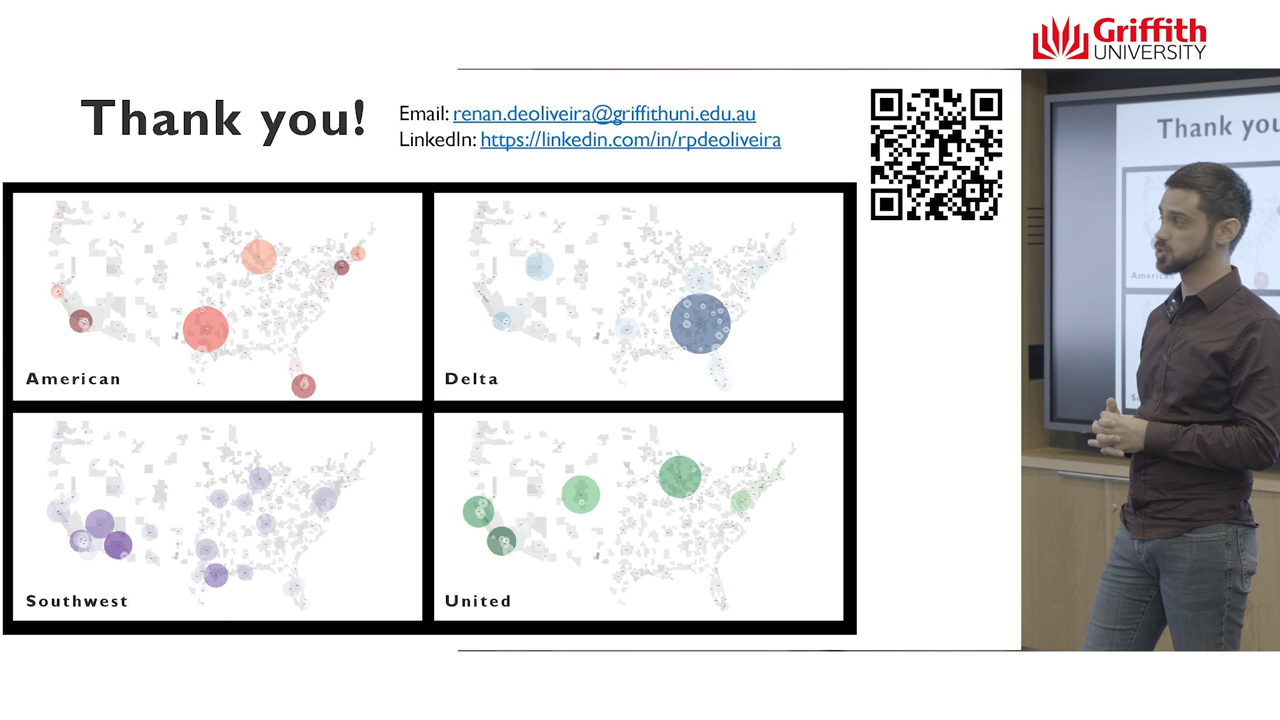 Griffith
UNIVERSITY
Thank you!
Email: renan.deoliveira@griffithuni.edu.au
LinkedIn: https://linkedin.com/in/rpdeoliveira
Thank you
American
Delta
Southwest
United